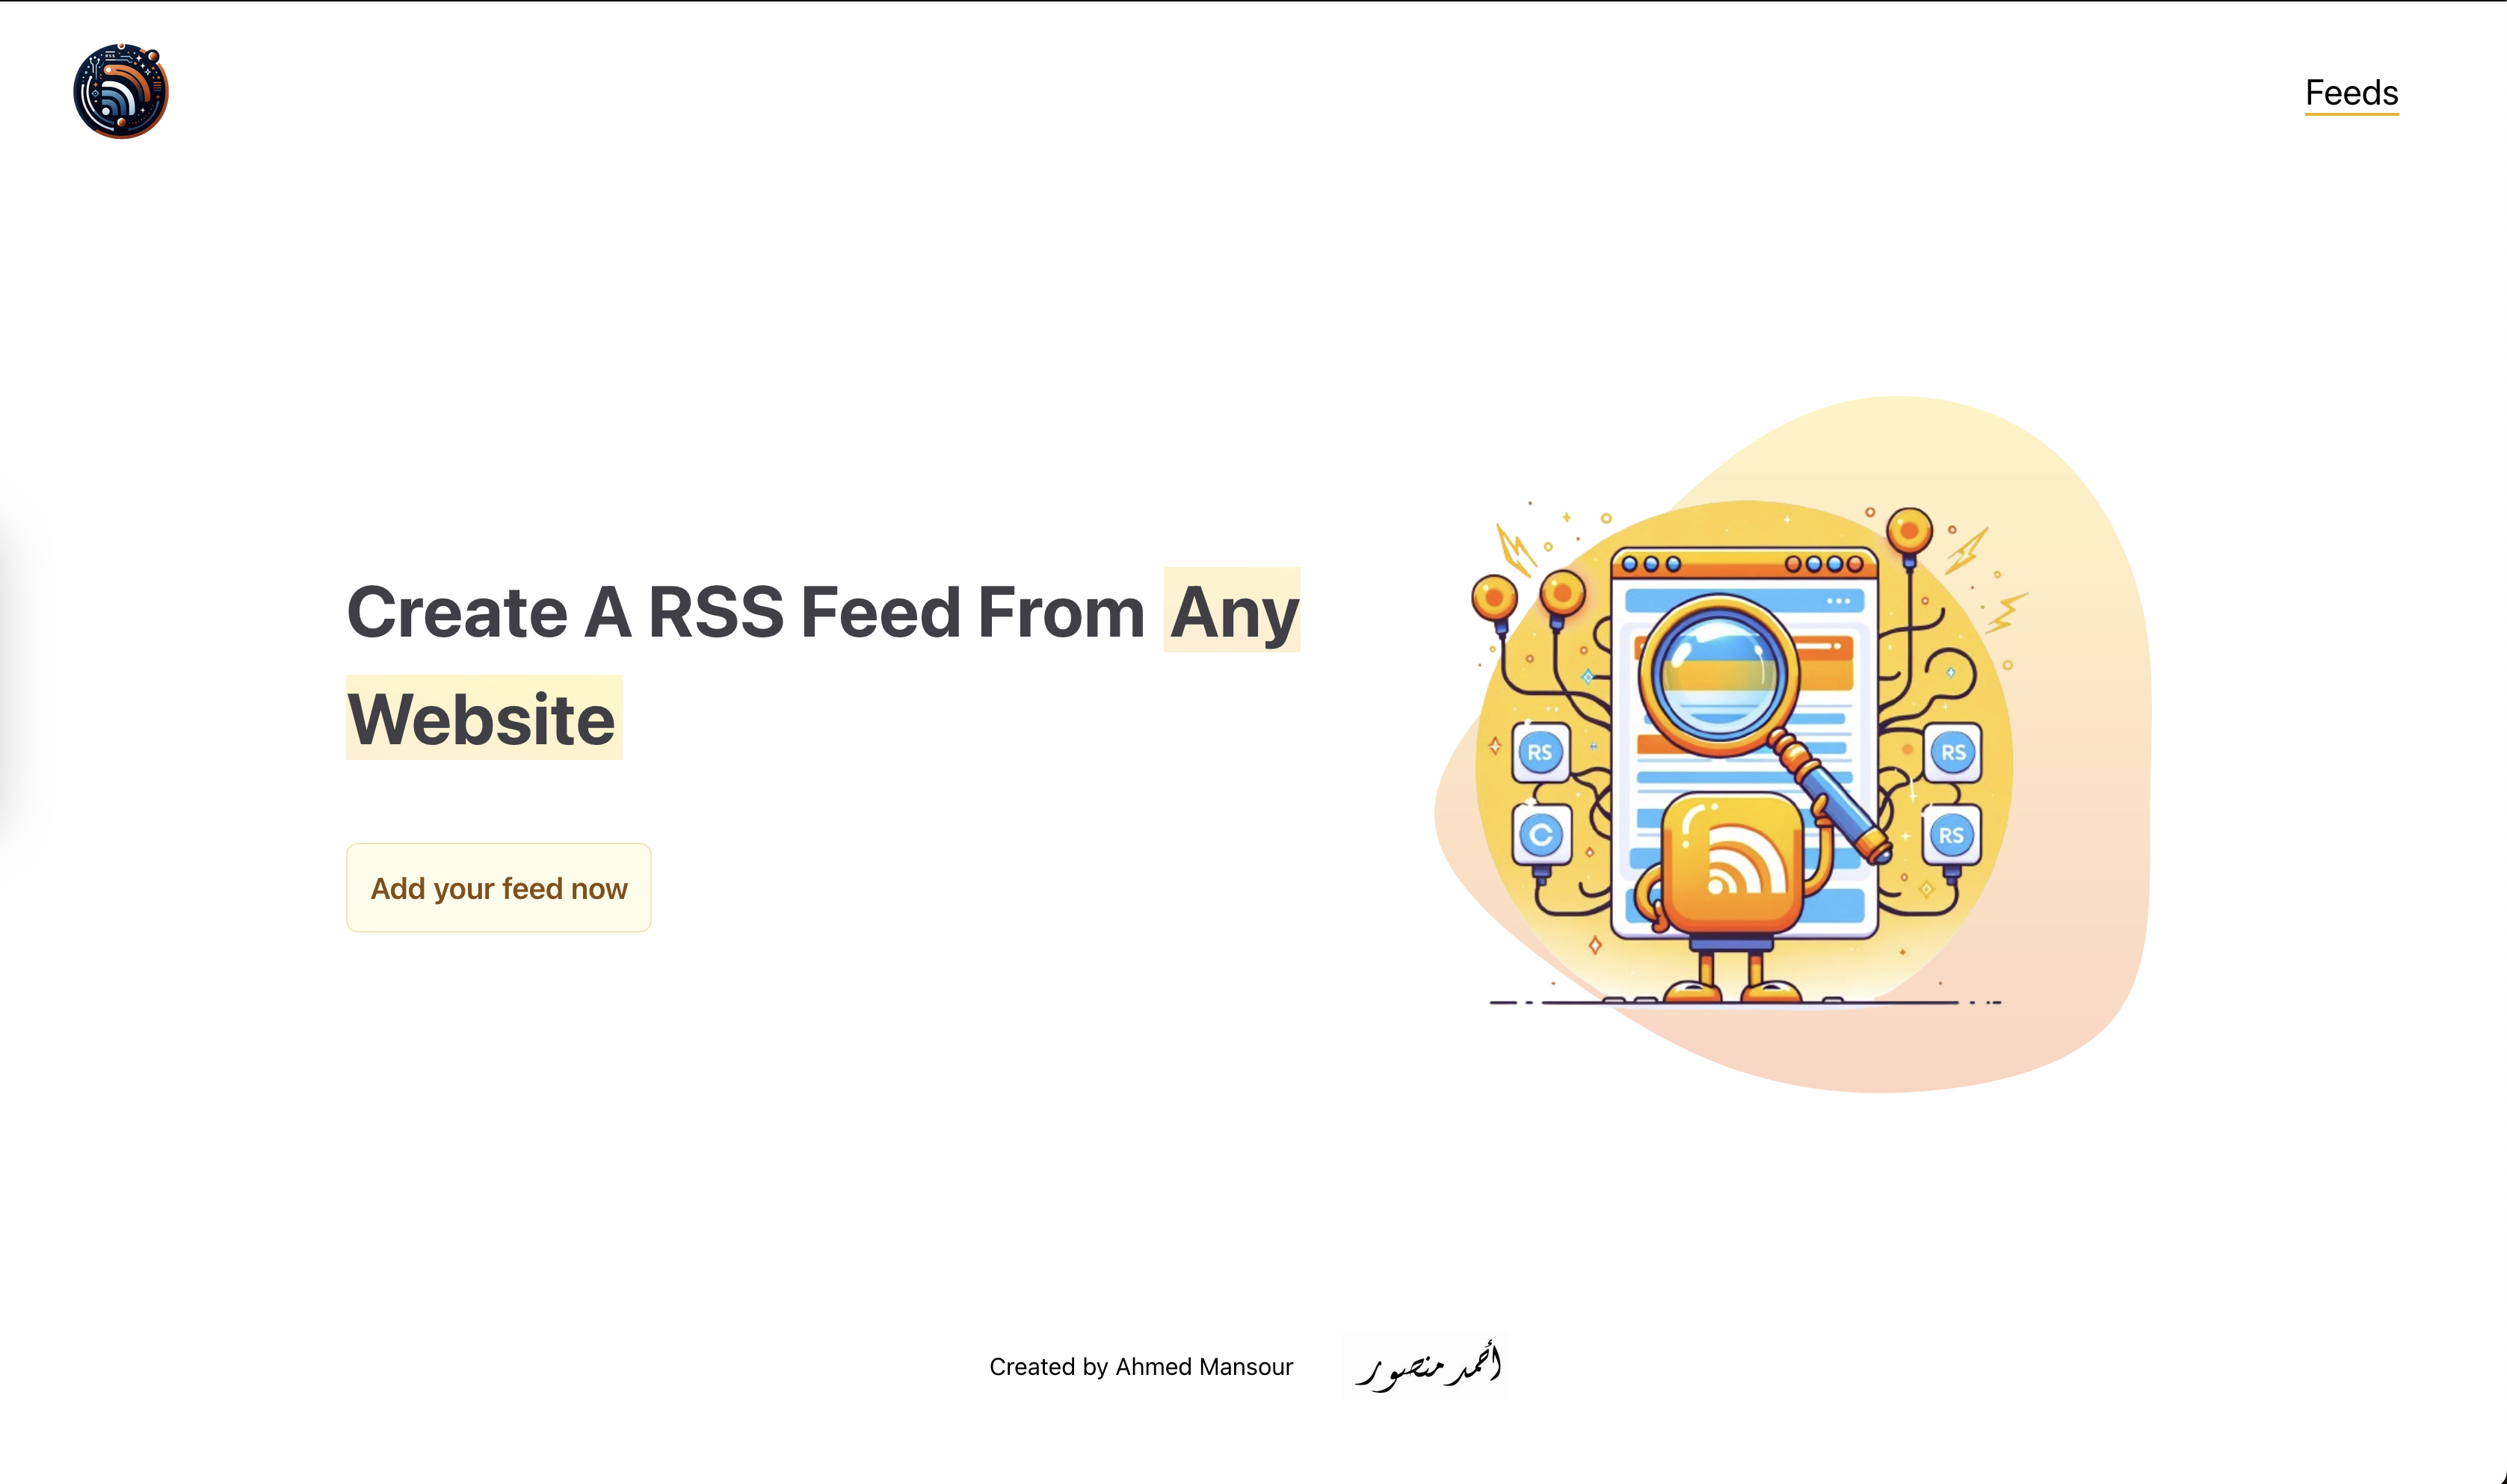 Feeds
Create A RSS Feed From Any
Website
Add your feed now
RS
RS
C
RS
Created by Ahmed Mansour
أحمد منصور